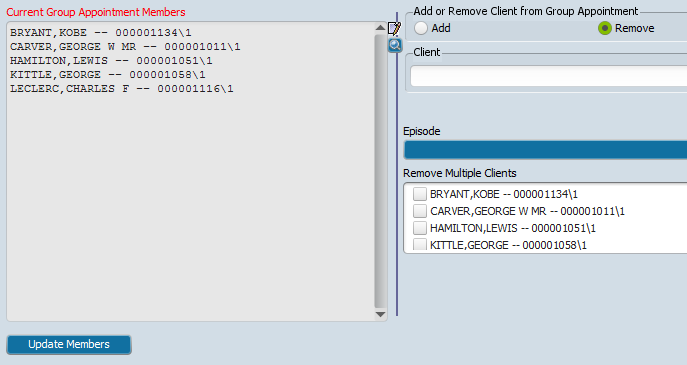 Current Group Appointment Members
BRYANT,KOBE -- 000001134\1
CARVER,GEORGE W MR -- 000001011\1
HAMILTON,LEWIS -- 000001051\1
KITTLE,GEORGE -- 000001058\1
LECLERC,CHARLES F -- 000001116\1
Update Members
Add or Remove Client from Group Appointment
Add Remove
Client
Episode
Remove Multiple Clients
BRYANT,KOBE -- 000001134\1
CARVER,GEORGE W MR -- 000001011\1
HAMILTON,LEWIS -- 000001051\1
KITTLE,GEORGE -- 000001058\1